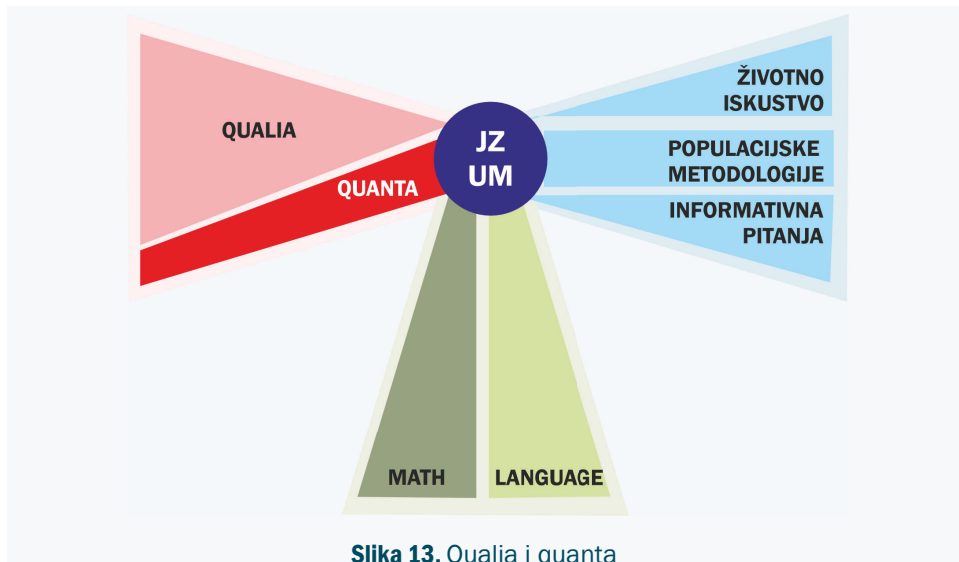 QUALIA
QUANTA
JZ
UM
ŽIVOTNO
ISKUSTVO
POPULACIJSKE
METODOLOGIJE
INFORMATIVNA
PITANJA
MATH
LANGUAGE
Slika 13. Qualia i quanta